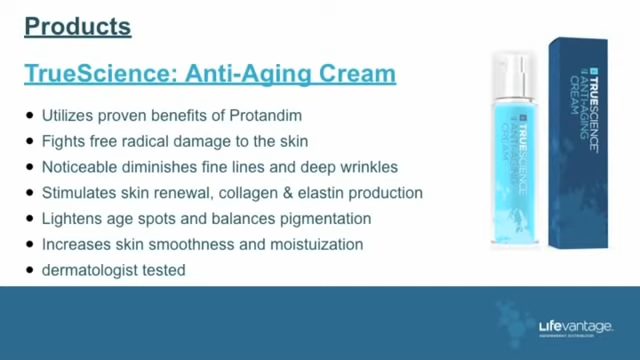 Products
TrueScience: Anti-Aging Cream
Utilizes proven benefits of Protandim
Fights free radical damage to the skin
Noticeable diminishes fine lines and deep wrinkles
Stimulates skin renewal, collagen & elastin production
Lightens age spots and balances pigmentation
Increases skin smoothness and moistuization
dermatologist tested
TRUESCIENCE
ANTI-AGING
CREAM
TRUESCIENCE
ANTI-AGING
CREAM
LIFEvantage.
INDEPENDENT DISTRIBUTOR